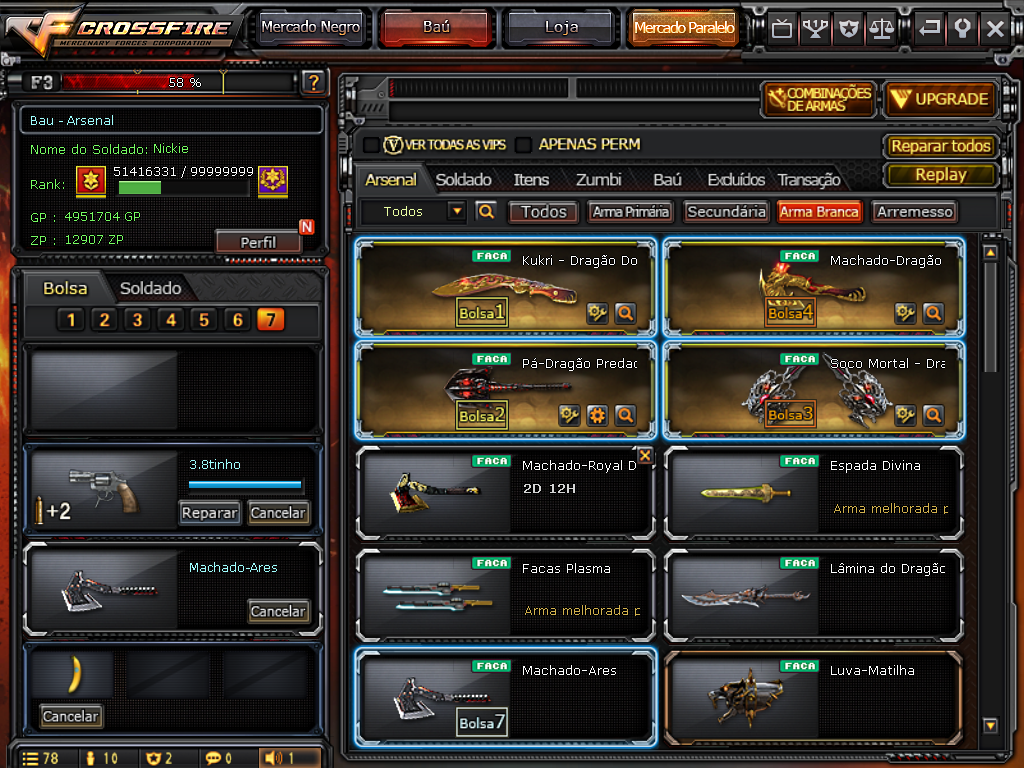 CROSSFIRE
MERCENARY FORCES CORPORATION
Mercado Negro
Baú
Loja
Mercado Paralelo
F3
58 %
?
Bau - Arsenal
Nome do Soldado: Nickie
Rank:
51416331 / 99999999
GP : 4951704 GP
ZP : 12907 ZP
N
Perfil
COMBINAÇÕES
DE ARMAS
UPGRADE
V VER TODAS AS VIPS
APENAS PERM
Reparar todos
Arsenal
Soldado
Itens
Zumbi
Baú
Excluídos
Transação
Replay
Todos
Todos
Arma Primária
Secundária
Arma Branca
Arremesso
Bolsa
Soldado
1 2 3 4 5 6 7
3.8tinho
+2
Reparar
Cancelar
Machado-Ares
Cancelar
Cancelar
78
10
2
0
1
FACA
Kukri - Dragão Do
Bolsa1
FACA
Machado-Dragão
Bolsa4
FACA
Pá-Dragão Predac
Bolsa2
FACA
Soco Mortal - Dra
Bolsa3
FACA
Machado-Royal D
2D 12H
FACA
Espada Divina
Arma melhorada p
FACA
Facas Plasma
Arma melhorada p
FACA
Lâmina do Dragãc
FACA
Machado-Ares
Bolsa7
FACA
Luva-Matilha